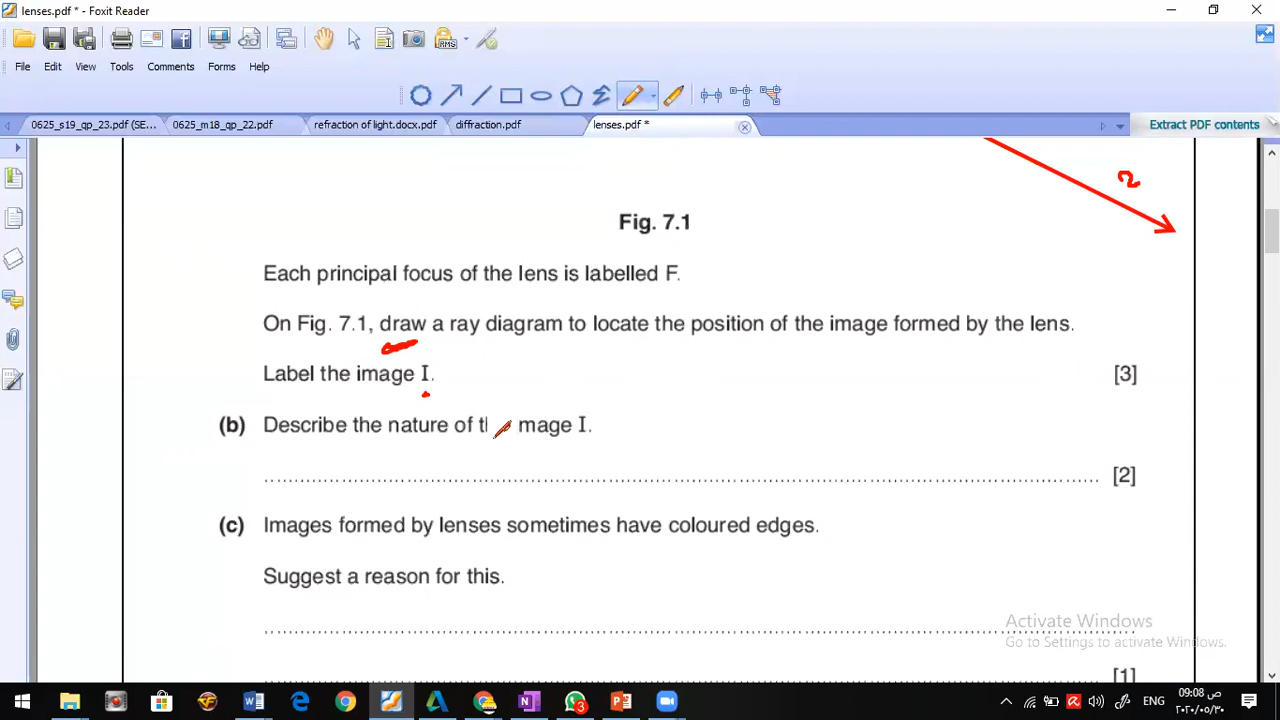 lenses.pdf * - Foxit Reader
File Edit View Tools Comments Forms Help
0625_s19_qp_23.pdf (SE... 0625_m18_qp_22.pdf refraction of light.docx.pdf diffraction.pdf lenses.pdf * Extract PDF contents
2
Fig. 7.1
Each principal focus of the lens is labelled F.
On Fig. 7.1, draw a ray diagram to locate the position of the image formed by the lens.
Label the image I. [3]
(b) Describe the nature of mage I.
[2]
(c) Images formed by lenses sometimes have coloured edges.
Suggest a reason for this.
[1]
Activate Windows
Go to Settings to activate Windows.
ENG 09:08 ص
٢٠٢٠/٠٥/٣٠